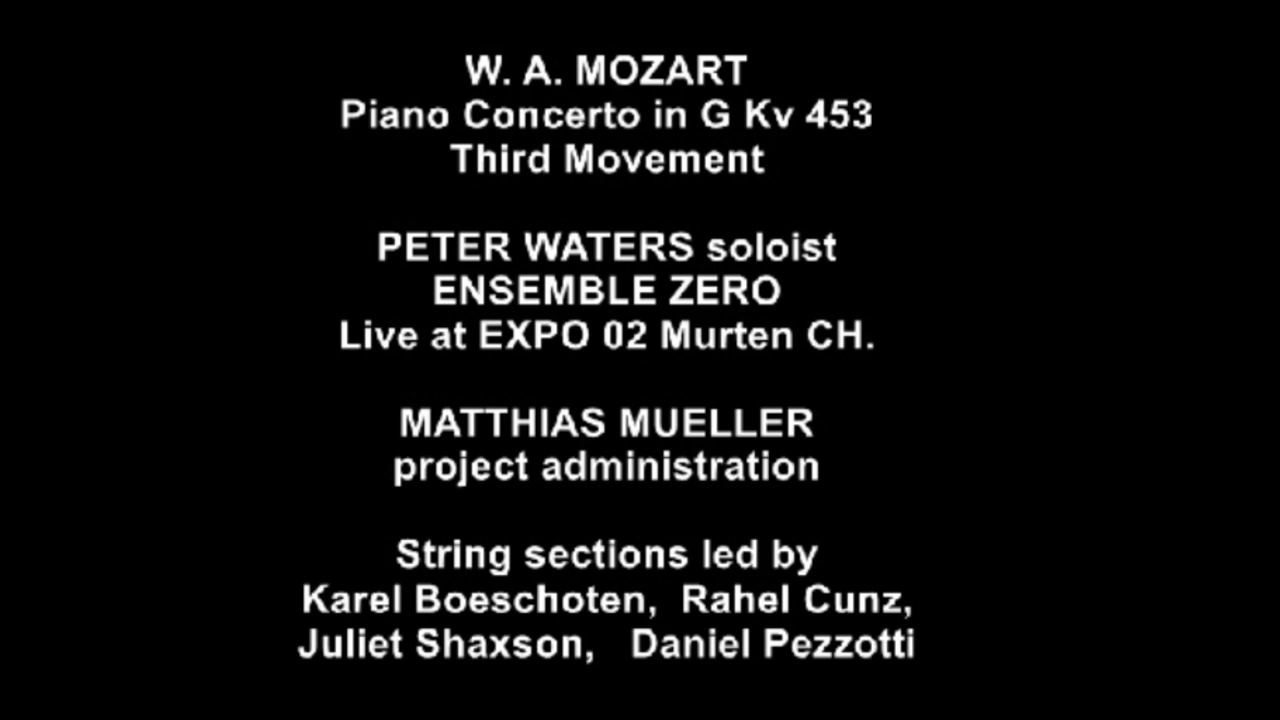 W. A. MOZART
Piano Concerto in G Kv 453
Third Movement
PETER WATERS soloist
ENSEMBLE ZERO
Live at EXPO 02 Murten CH.
MATTHIAS MUELLER
project administration
String sections led by
Karel Boeschoten, Rahel Cunz,
Juliet Shaxson, Daniel Pezzotti